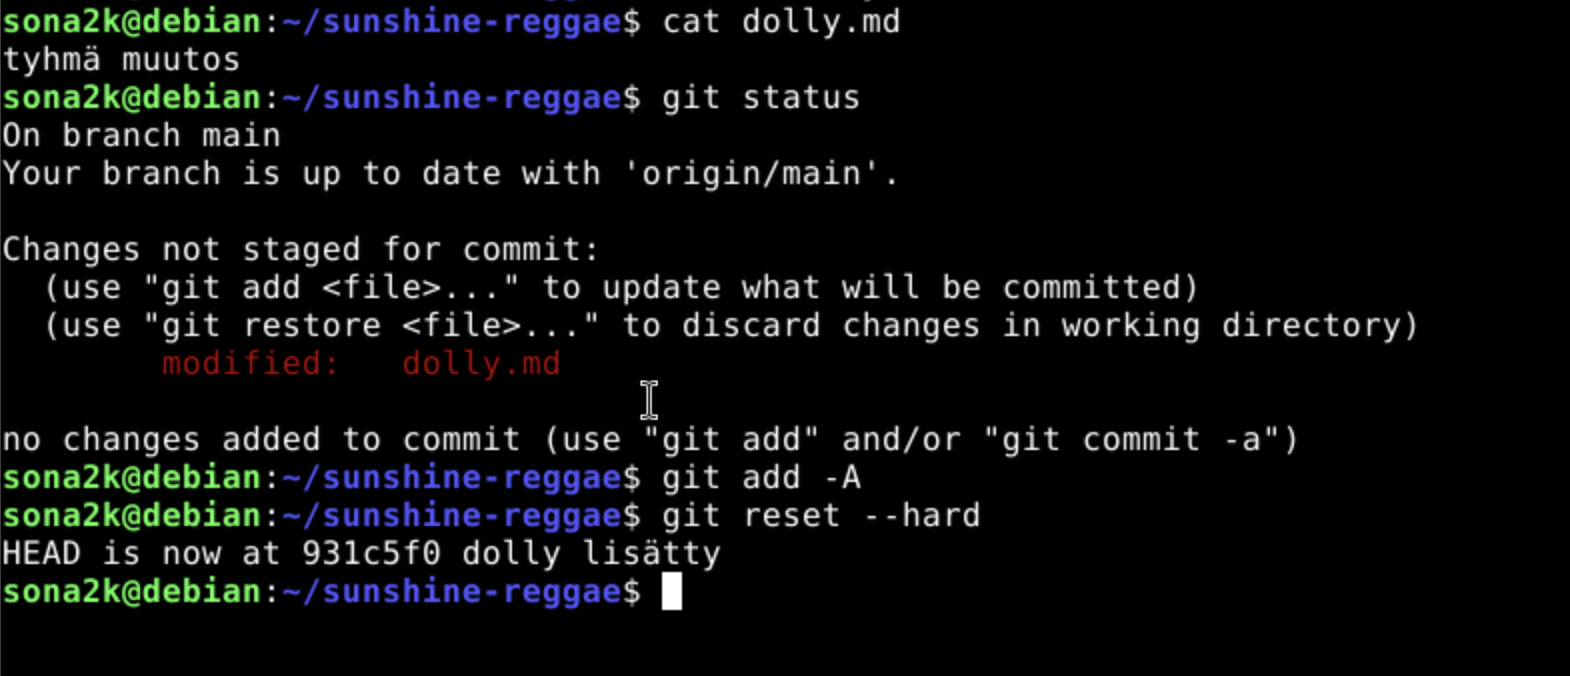 sona2k@debian:~/sunshine-reggae$ cat dolly.md
tyhmä muutos
sona2k@debian:~/sunshine-reggae$ git status
On branch main
Your branch is up to date with 'origin/main'.
Changes not staged for commit:
  (use "git add <file>..." to update what will be committed)
  (use "git restore <file>..." to discard changes in working directory)
        modified:   dolly.md
no changes added to commit (use "git add" and/or "git commit -a")
sona2k@debian:~/sunshine-reggae$ git add -A
sona2k@debian:~/sunshine-reggae$ git reset --hard
HEAD is now at 931c5f0 dolly lisätty
sona2k@debian:~/sunshine-reggae$